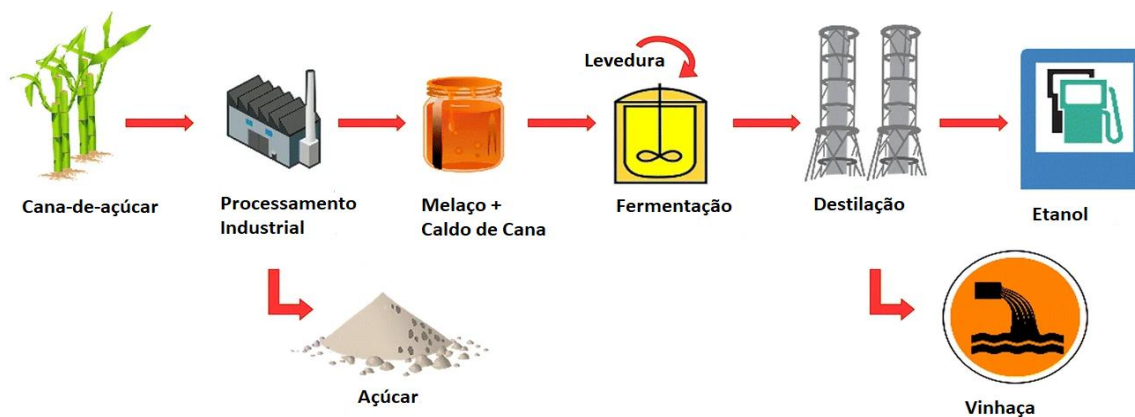 Levedura
Cana-de-açúcar
Processamento
Industrial
Melaço +
Caldo de Cana
Fermentação
Destilação
Etanol
Açúcar
Vinhaça